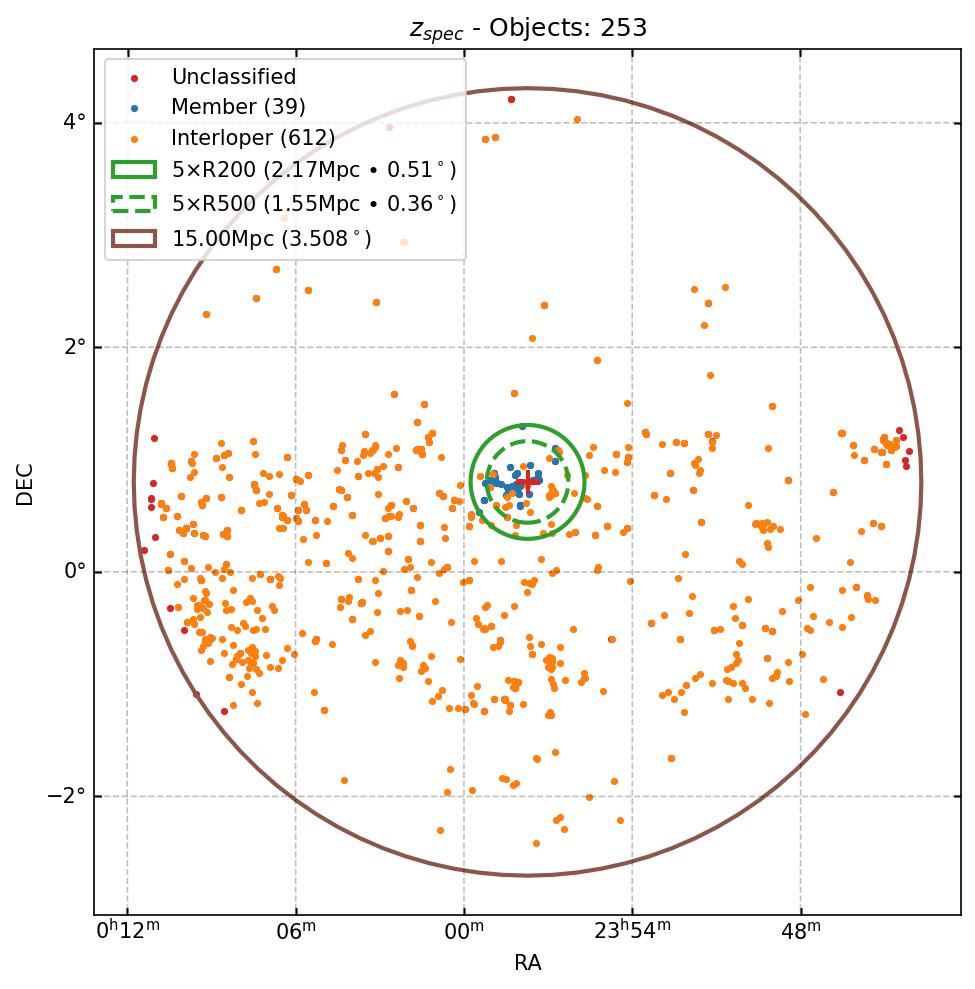 z_spec - Objects: 253
Unclassified
Member (39)
Interloper (612)
5×R200 (2.17Mpc • 0.51°)
5×R500 (1.55Mpc • 0.36°)
15.00Mpc (3.508°)
4°
2°
0°
−2°
DEC
0ʰ12ᵐ 06ᵐ 00ᵐ 23ʰ54ᵐ 48ᵐ
RA